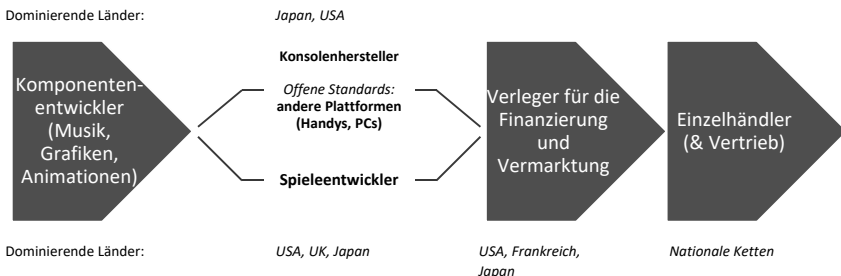 Dominierende Länder:
Japan, USA
Komponenten-
entwickler
(Musik,
Grafiken,
Animationen)
Konsolenhersteller
Offene Standards:
andere Plattformen
(Handys, PCs)
Spieleentwickler
Verleger für die
Finanzierung
und
Vermarktung
Einzelhändler
(& Vertrieb)
Dominierende Länder:
USA, UK, Japan
USA, Frankreich,
Japan
Nationale Ketten